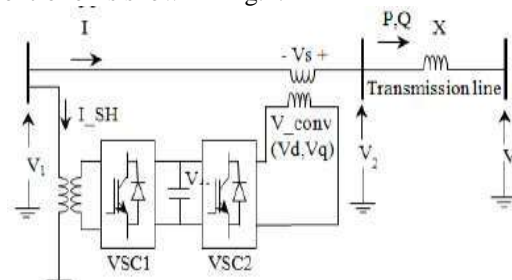 I
- Vs +
P,Q
X
Transmission line
I_SH
V_conv
(Vd,Vq)
V1
V2
V
VSC1
VSC2